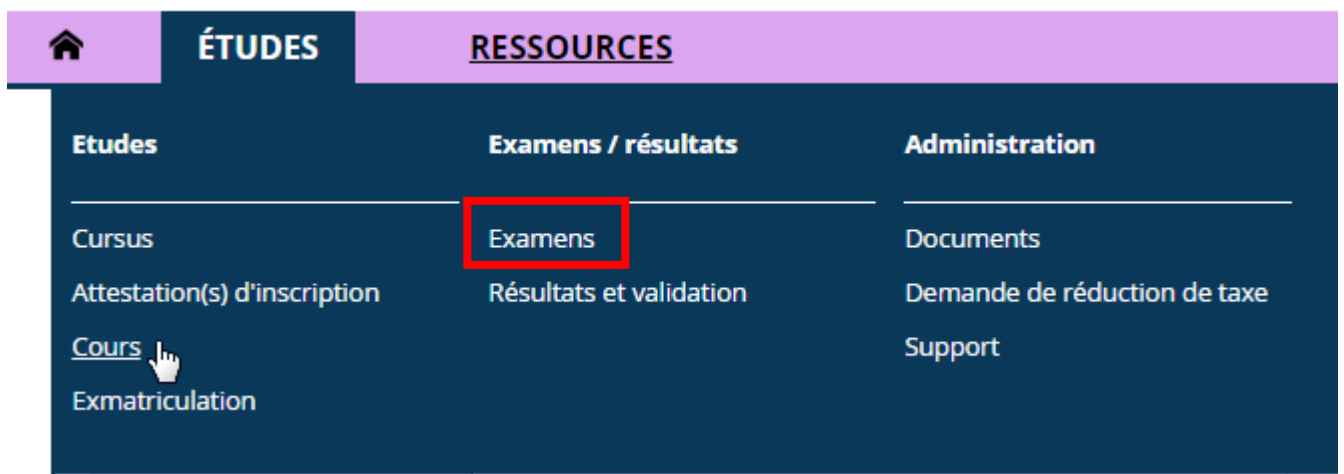 ÉTUDES
RESSOURCES
Etudes
Cursus
Attestation(s) d'inscription
Cours
Exmatriculation
Examens / résultats
Examens
Résultats et validation
Administration
Documents
Demande de réduction de taxe
Support